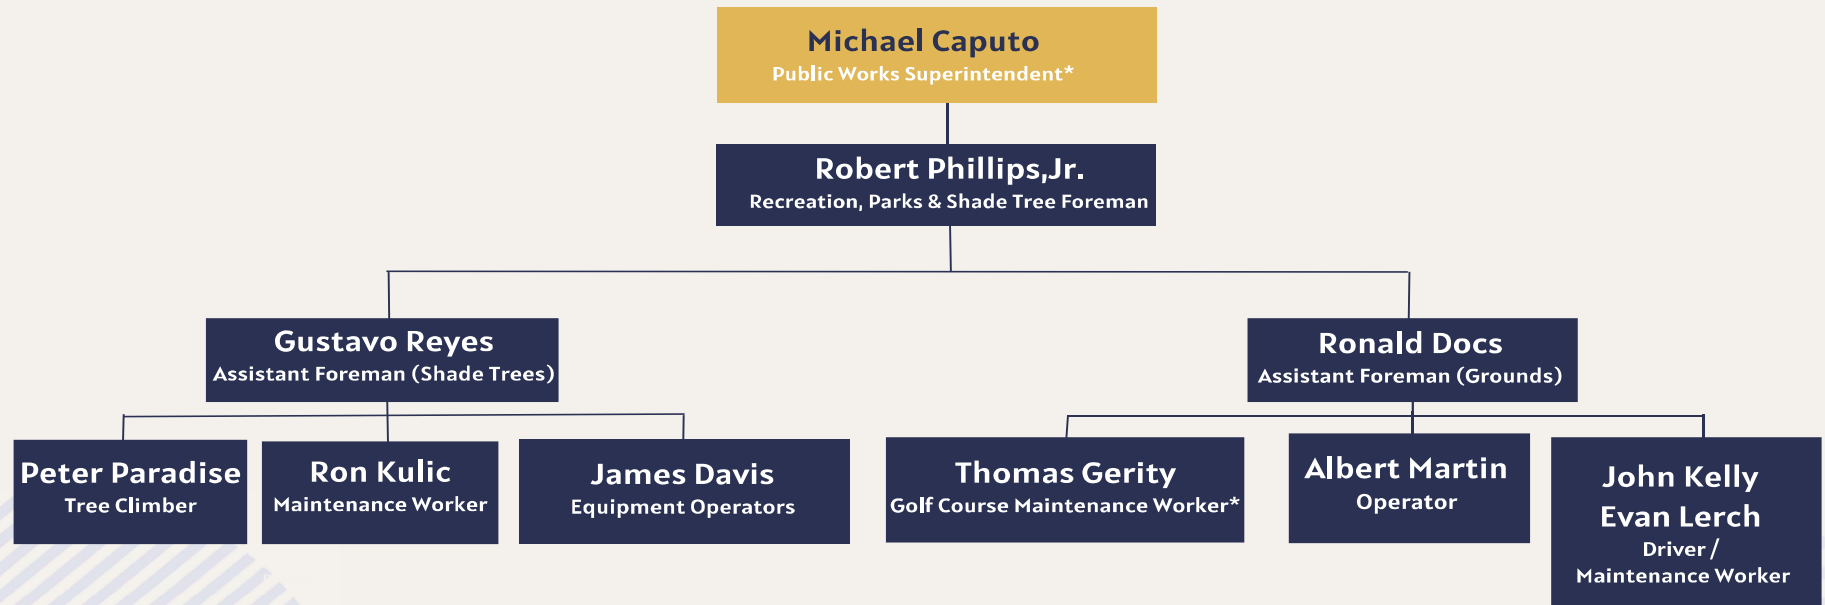 Michael Caputo
Public Works Superintendent*
Robert Phillips,Jr.
Recreation, Parks & Shade Tree Foreman
Gustavo Reyes
Assistant Foreman (Shade Trees)
Ronald Docs
Assistant Foreman (Grounds)
Peter Paradise
Tree Climber
Ron Kulic
Maintenance Worker
James Davis
Equipment Operators
Thomas Gerity
Golf Course Maintenance Worker*
Albert Martin
Operator
John Kelly
Evan Lerch
Driver /
Maintenance Worker